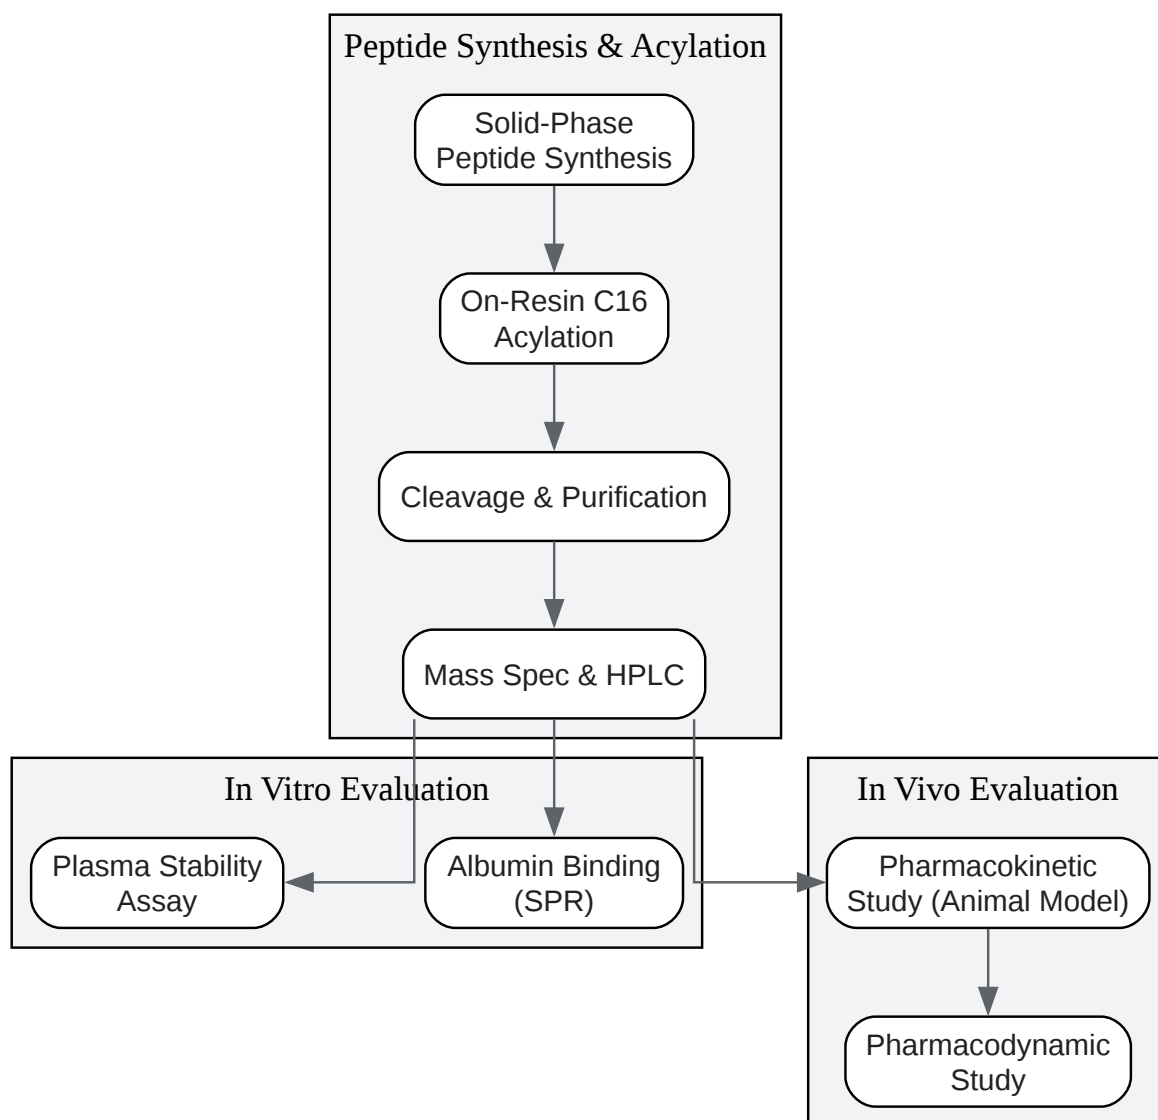 Peptide Synthesis & Acylation
Solid-Phase
Peptide Synthesis
On-Resin C16
Acylation
Cleavage & Purification
Mass Spec & HPLC
In Vitro Evaluation
Plasma Stability
Assay
Albumin Binding
(SPR)
In Vivo Evaluation
Pharmacokinetic
Study (Animal Model)
Pharmacodynamic
Study